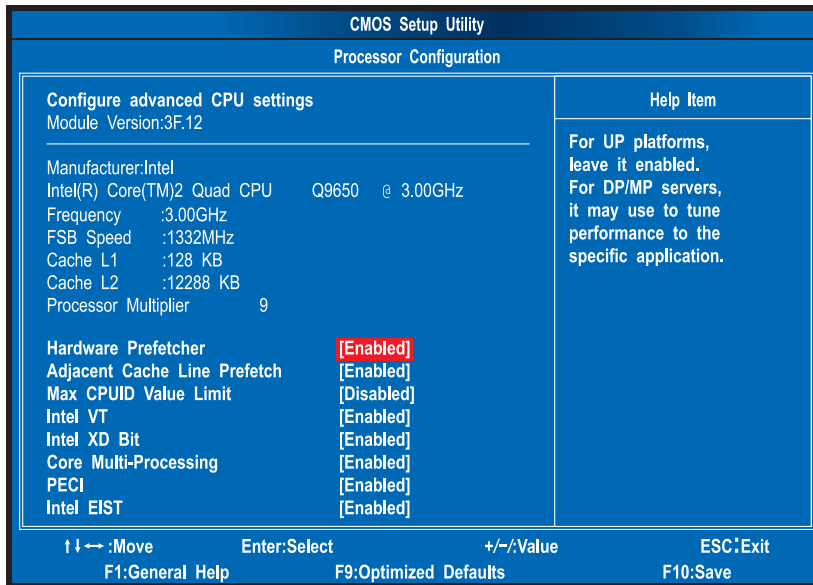 CMOS Setup Utility
Processor Configuration
Configure advanced CPU settings
Module Version:3F.12
Manufacturer:Intel
Intel(R) Core(TM)2 Quad CPU Q9650 @ 3.00GHz
Frequency :3.00GHz
FSB Speed :1332MHz
Cache L1 :128 KB
Cache L2 :12288 KB
Processor Multiplier 9
Hardware Prefetcher [Enabled]
Adjacent Cache Line Prefetch [Enabled]
Max CPUID Value Limit [Disabled]
Intel VT [Enabled]
Intel XD Bit [Enabled]
Core Multi-Processing [Enabled]
PECI [Enabled]
Intel EIST [Enabled]
Help Item
For UP platforms,
leave it enabled.
For DP/MP servers,
it may use to tune
performance to the
specific application.
↑↓←→ :Move Enter:Select +/-/:Value ESC:Exit
F1:General Help F9:Optimized Defaults F10:Save